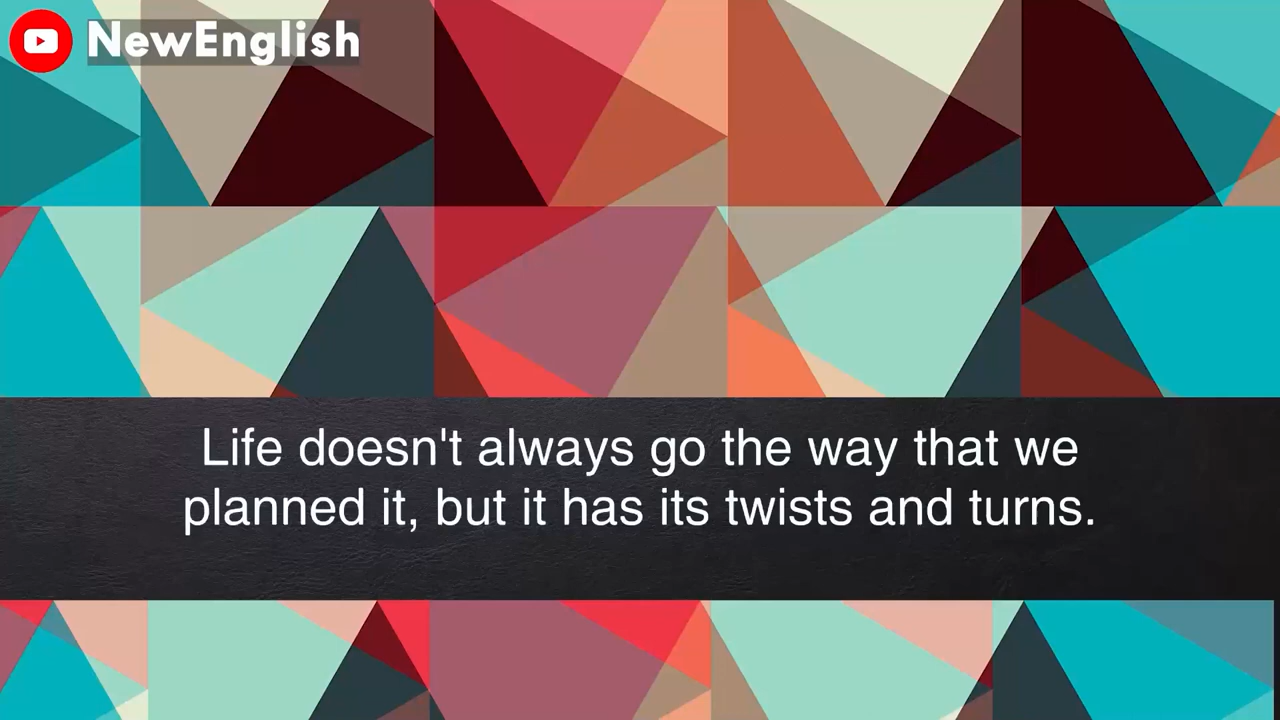 NewEnglish
Life doesn't always go the way that we
planned it, but it has its twists and turns.